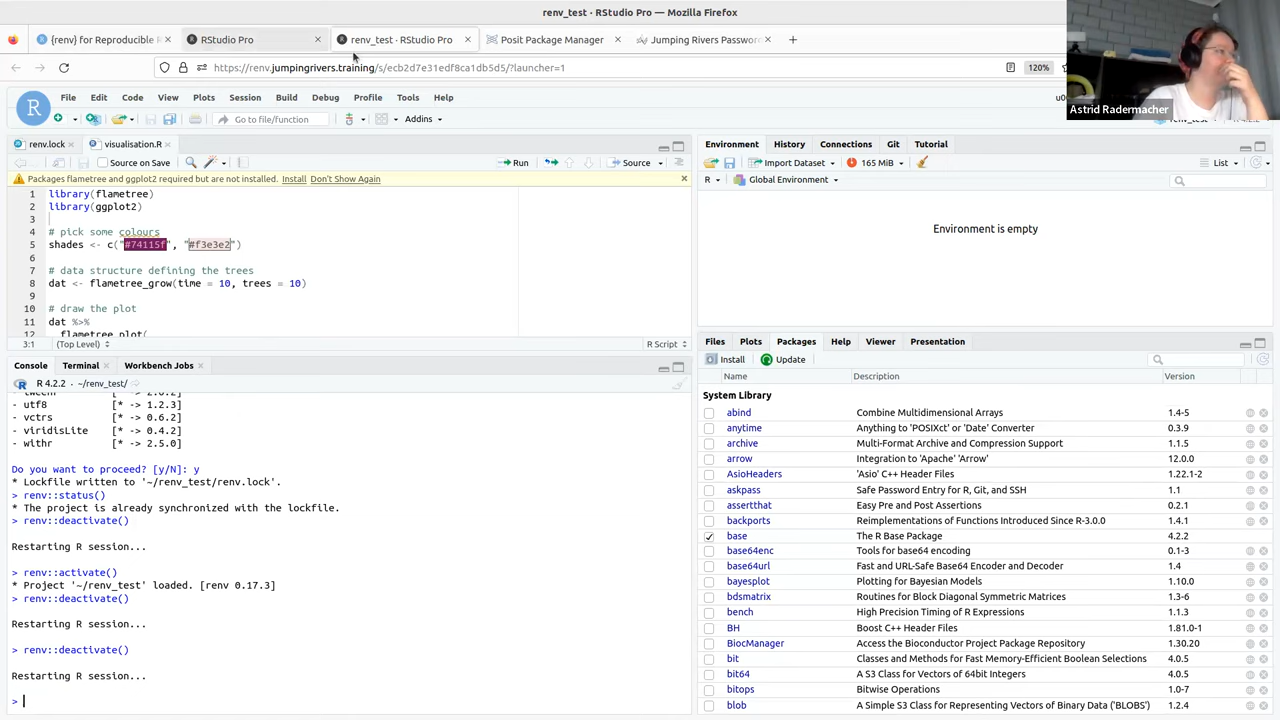 renv_test · RStudio Pro — Mozilla Firefox
{renv} for Reproducible R
RStudio Pro
renv_test · RStudio Pro
Posit Package Manager
Jumping Rivers Passwor
https://renv.jumpingrivers.training/s/ecb2d7e31edf8ca1db5d5/?launcher=1
120%
Astrid Radermacher
R
File Edit Code View Plots Session Build Debug Profile Tools Help
Go to file/function
Addins
renv.lock
visualisation.R
Source on Save
Run
Source
Packages flametree and ggplot2 required but are not installed. Install Don't Show Again
1 library(flametree)
2 library(ggplot2)
3
4 # pick some colours
5 shades <- c("#74115f", "#f3e3e2")
6
7 # data structure defining the trees
8 dat <- flametree_grow(time = 10, trees = 10)
9
10 # draw the plot
11 dat %>%
12 flametree_plot(
3:1 (Top Level)
R Script
Console Terminal Workbench Jobs
R 4.2.2 · ~/renv_test/
- utf8 [* -> 1.2.3]
- vctrs [* -> 0.6.2]
- viridisLite [* -> 0.4.2]
- withr [* -> 2.5.0]
Do you want to proceed? [y/N]: y
* Lockfile written to '~/renv_test/renv.lock'.
> renv::status()
* The project is already synchronized with the lockfile.
> renv::deactivate()
Restarting R session...
> renv::activate()
* Project '~/renv_test' loaded. [renv 0.17.3]
> renv::deactivate()
Restarting R session...
> renv::deactivate()
Restarting R session...
>
Environment History Connections Git Tutorial
Import Dataset
165 MiB
List
R
Global Environment
Environment is empty
Files Plots Packages Help Viewer Presentation
Install Update
Name Description Version
System Library
abind Combine Multidimensional Arrays 1.4-5
anytime Anything to 'POSIXct' or 'Date' Converter 0.3.9
archive Multi-Format Archive and Compression Support 1.1.5
arrow Integration to 'Apache' 'Arrow' 12.0.0
AsioHeaders 'Asio' C++ Header Files 1.22.1-2
askpass Safe Password Entry for R, Git, and SSH 1.1
assertthat Easy Pre and Post Assertions 0.2.1
backports Reimplementations of Functions Introduced Since R-3.0.0 1.4.1
base The R Base Package 4.2.2
base64enc Tools for base64 encoding 0.1-3
base64url Fast and URL-Safe Base64 Encoder and Decoder 1.4
bayesplot Plotting for Bayesian Models 1.10.0
bdsmatrix Routines for Block Diagonal Symmetric Matrices 1.3-6
bench High Precision Timing of R Expressions 1.1.3
BH Boost C++ Header Files 1.81.0-1
BiocManager Access the Bioconductor Project Package Repository 1.30.20
bit Classes and Methods for Fast Memory-Efficient Boolean Selections 4.0.5
bit64 A S3 Class for Vectors of 64bit Integers 4.0.5
bitops Bitwise Operations 1.0-7
blob A Simple S3 Class for Representing Vectors of Binary Data ('BLOBS') 1.2.4